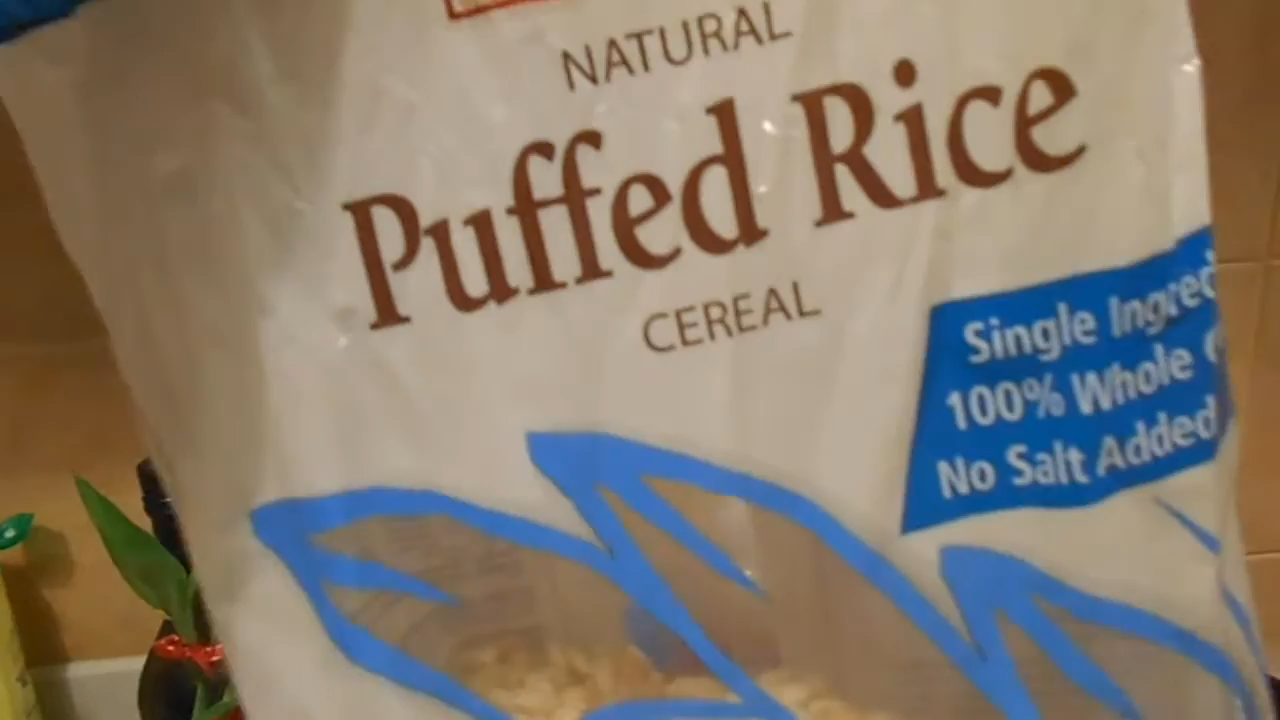 NATURAL
Puffed Rice
CEREAL
Single
100% Whole
No Salt Added